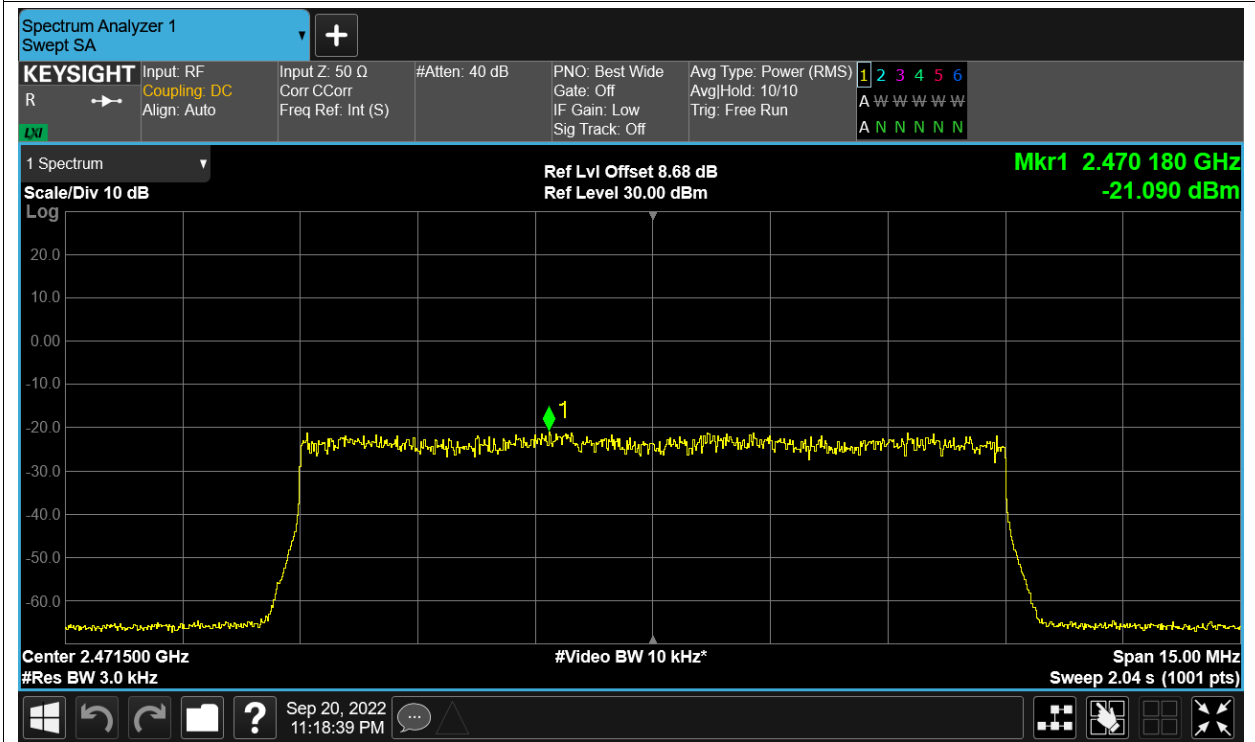 Spectrum Analyzer 1
Swept SA
+
KEYSIGHT
R
LXI
Input: RF
Coupling: DC
Align: Auto
Input Z: 50 Ω
Corr CCorr
Freq Ref: Int (S)
#Atten: 40 dB
PNO: Best Wide
Gate: Off
IF Gain: Low
Sig Track: Off
Avg Type: Power (RMS)
Avg|Hold: 10/10
Trig: Free Run
1 2 3 4 5 6
A W W W W W
A N N N N N
1 Spectrum
Scale/Div 10 dB
Log
Ref Lvl Offset 8.68 dB
Ref Level 30.00 dBm
Mkr1 2.470 180 GHz
-21.090 dBm
20.0
10.0
0.00
-10.0
1
-20.0
-30.0
-40.0
-50.0
-60.0
Center 2.471500 GHz
#Res BW 3.0 kHz
#Video BW 10 kHz*
Span 15.00 MHz
Sweep 2.04 s (1001 pts)
?
Sep 20, 2022
11:18:39 PM